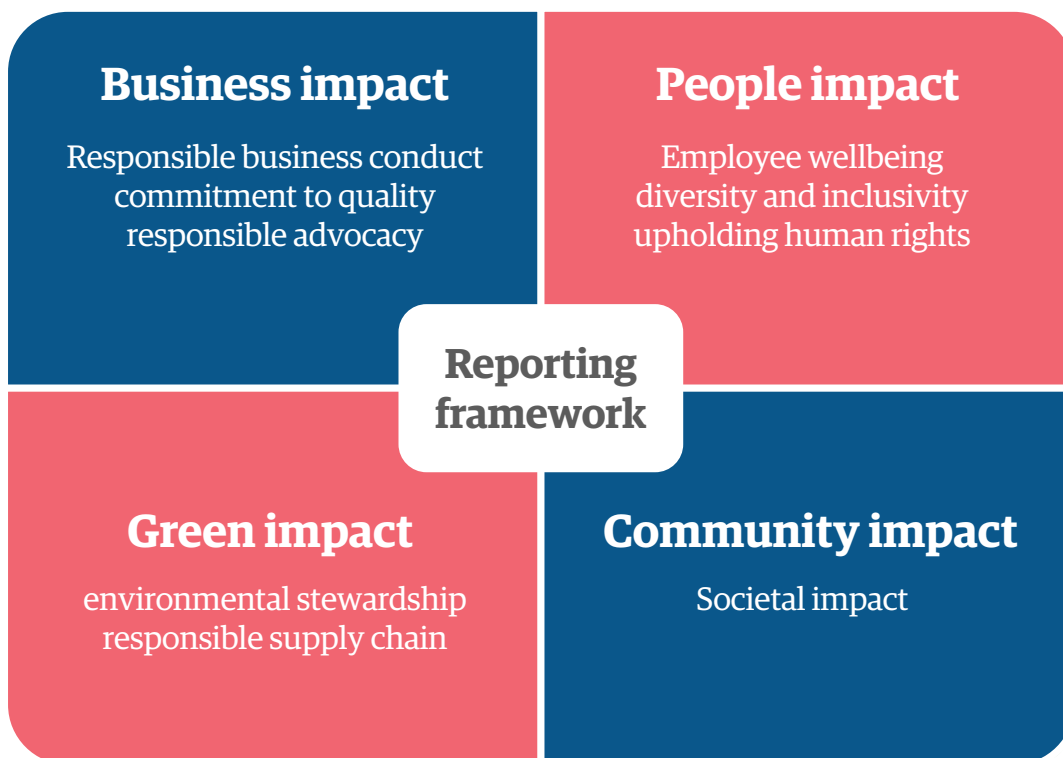 Business impact
Responsible business conduct
commitment to quality
responsible advocacy
People impact
Employee wellbeing
diversity and inclusivity
upholding human rights
Reporting
framework
Green impact
environmental stewardship
responsible supply chain
Community impact
Societal impact